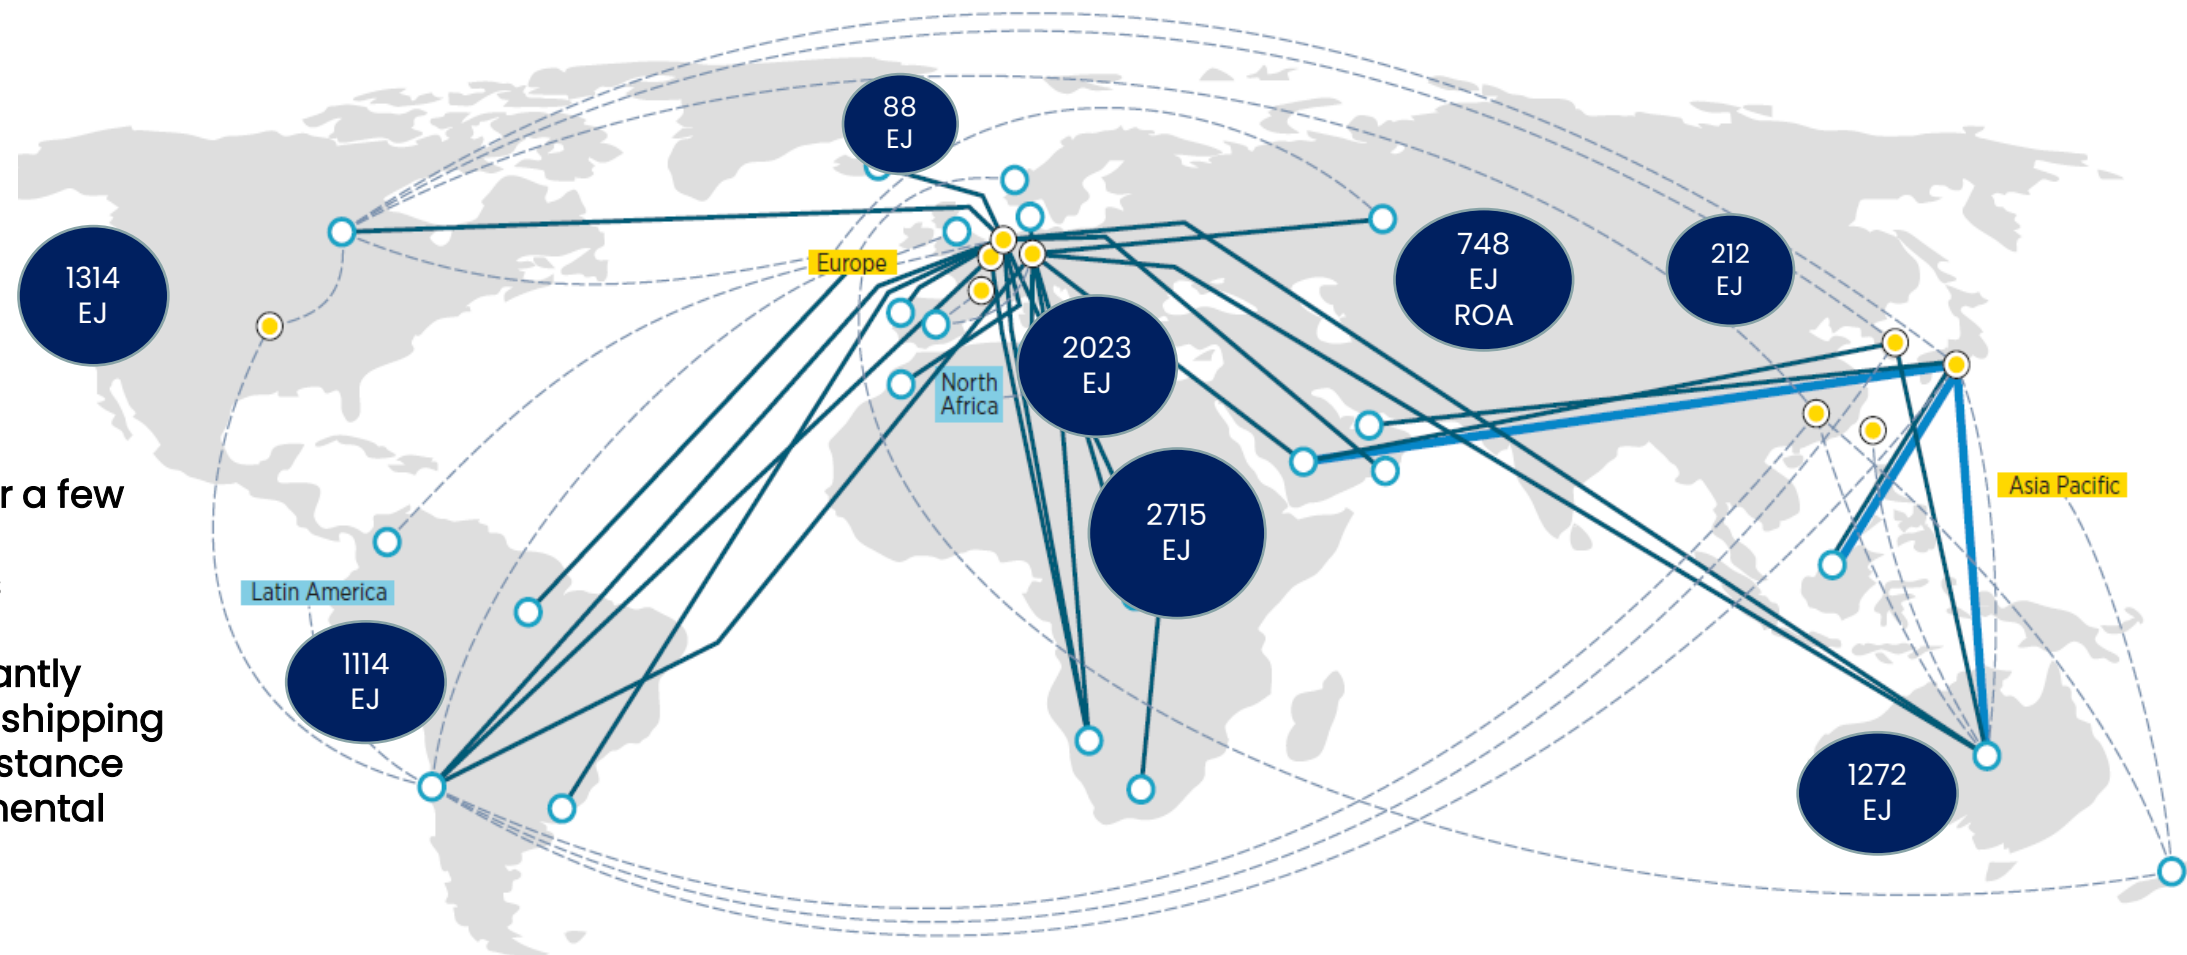 88
EJ
Europe
1314
EJ
748
EJ
ROA
212
EJ
2023
EJ
North
Africa
r a few
Asia Pacific
2715
EJ
Latin America
1114
EJ
antly
shipping
stance
nental
1272
EJ